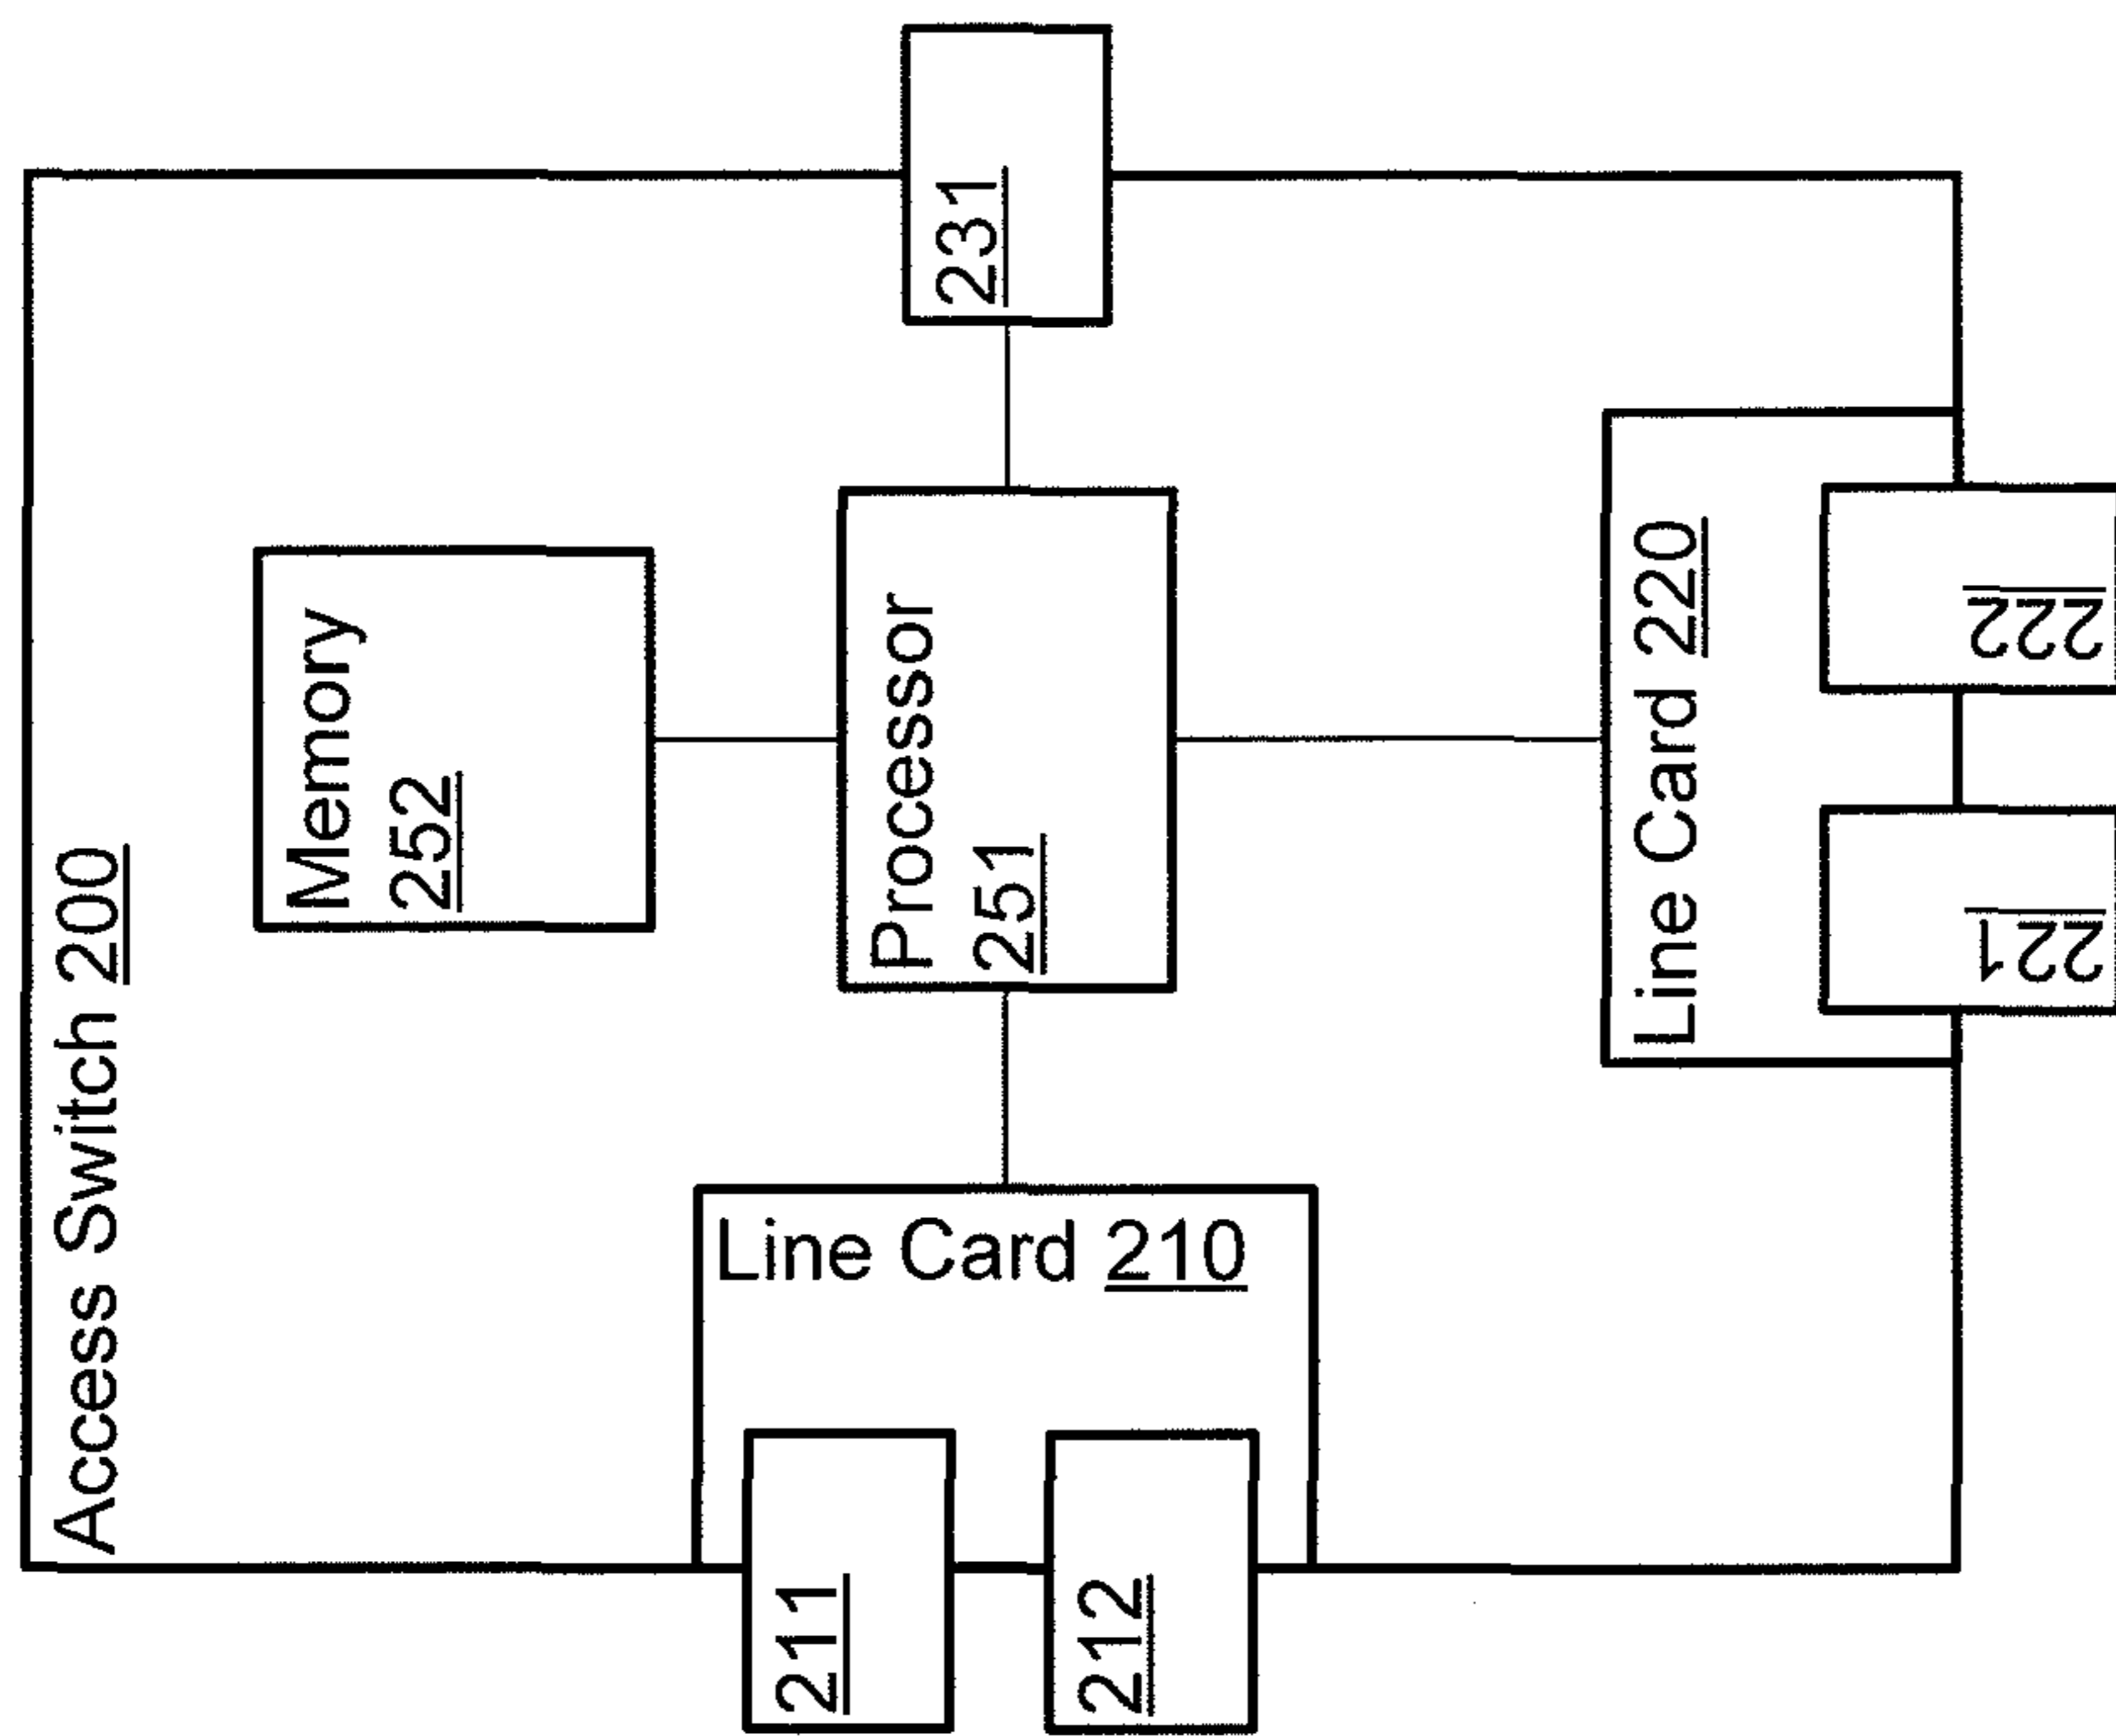 Access Switch 200
Memory
252
Processor
251
231
Line Card 210
211
212
Line Card 220
221
222